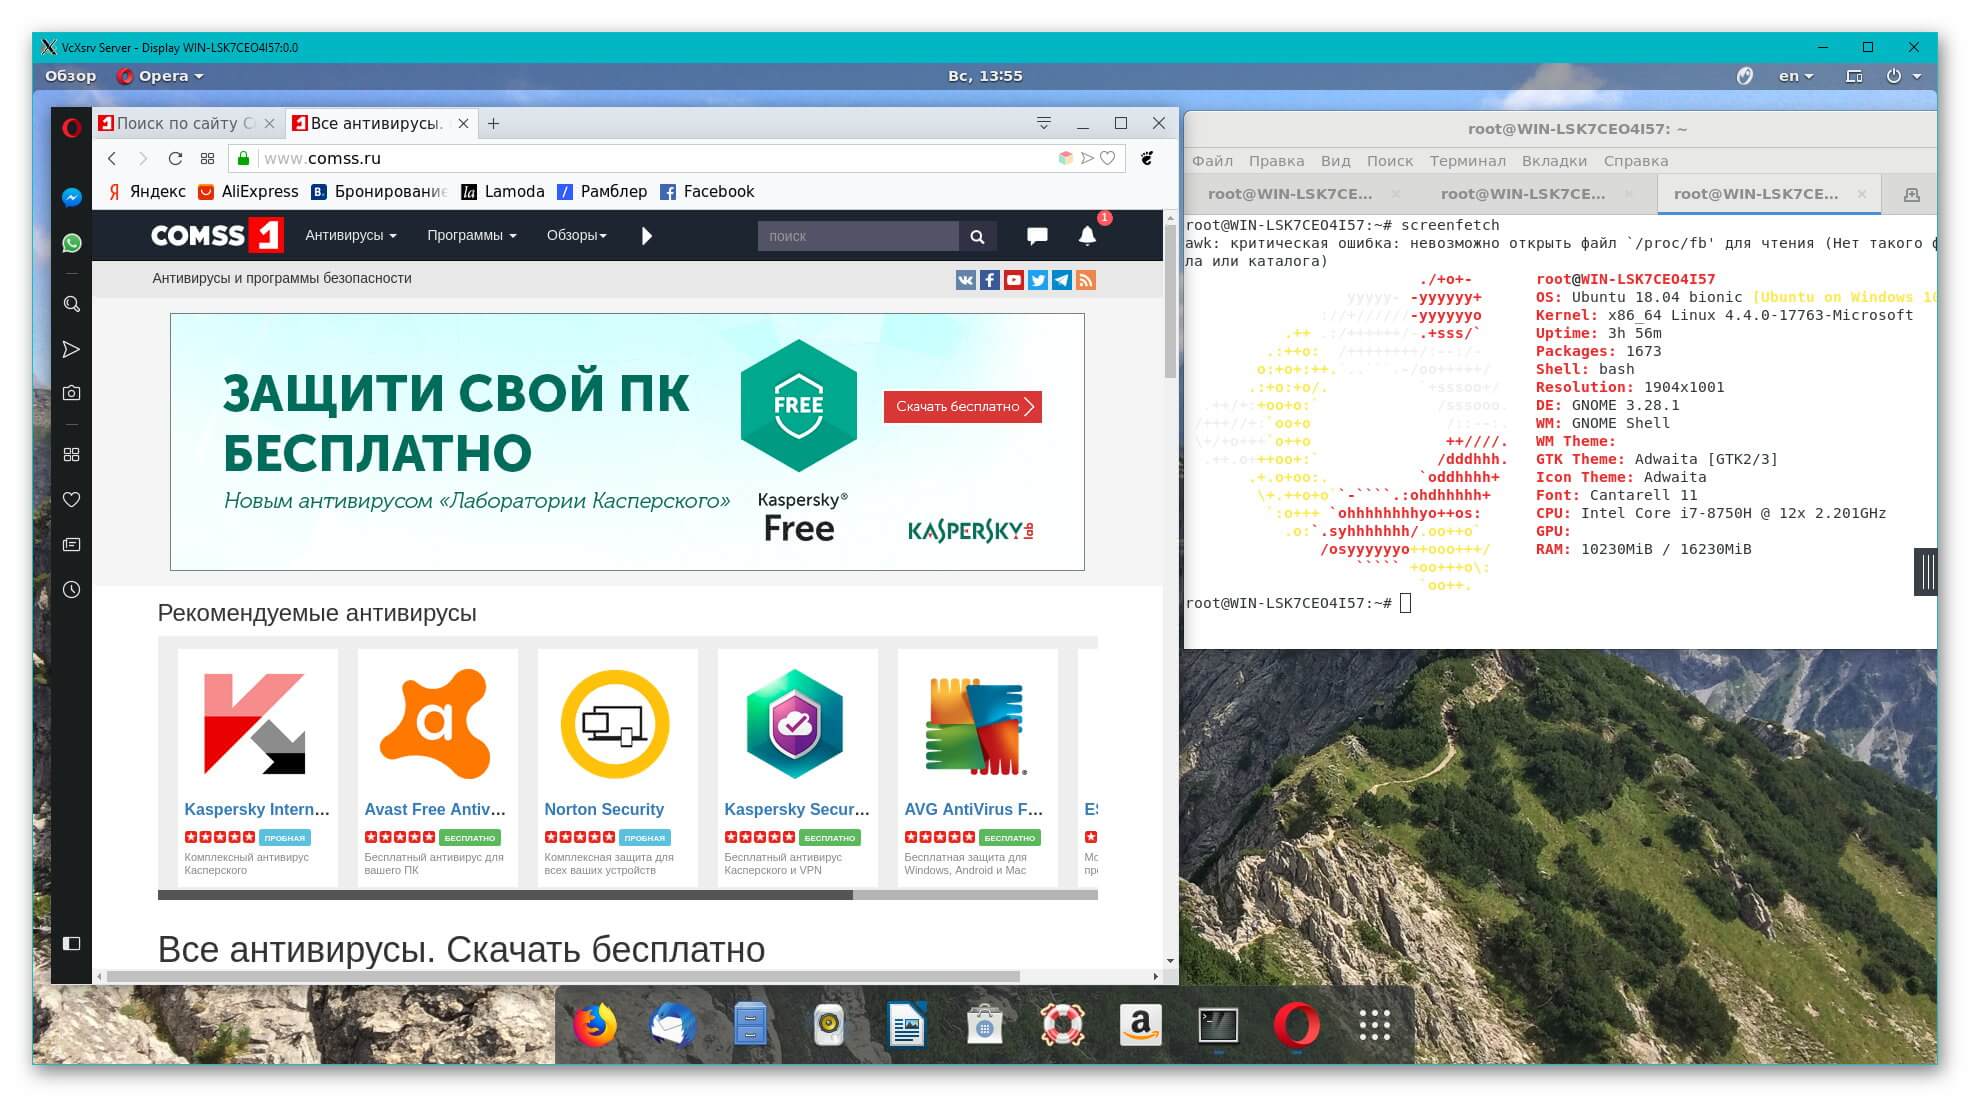 VcXsrv Server - Display WIN-LSK7CEO4I57:0.0
Обзор Opera Вс, 13:55 en
Поиск по сайту Все антивирусы.
www.comss.ru
Яндекс AliExpress Бронирование Lamoda Рамблер Facebook
COMSS 1 Антивирусы Программы Обзоры поиск 1
Антивирусы и программы безопасности
ЗАЩИТИ СВОЙ ПК
БЕСПЛАТНО
Новым антивирусом «Лаборатории Касперского»
FREE
Скачать бесплатно
Kaspersky®
Free
KASPERSKY lab
Рекомендуемые антивирусы
Kaspersky Intern...
ПРОБНАЯ
Комплексный антивирус
Касперского
Avast Free Antiv...
БЕСПЛАТНО
Бесплатный антивирус для
вашего ПК
Norton Security
ПРОБНАЯ
Комплексная защита для
всех ваших устройств
Kaspersky Secur...
БЕСПЛАТНО
Бесплатный антивирус
Касперского и VPN
AVG AntiVirus F...
БЕСПЛАТНО
Бесплатная защита для
Windows, Android и Mac
Все антивирусы. Скачать бесплатно
root@WIN-LSK7CEO4I57: ~
Файл Правка Вид Поиск Терминал Вкладки Справка
root@WIN-LSK7CE... root@WIN-LSK7CE... root@WIN-LSK7CE...
root@WIN-LSK7CEO4I57:~# screenfetch
awk: критическая ошибка: невозможно открыть файл `/proc/fb' для чтения (Нет такого
ла или каталога)
root@WIN-LSK7CEO4I57
OS: Ubuntu 18.04 bionic [Ubuntu on Windows 10
Kernel: x86_64 Linux 4.4.0-17763-Microsoft
Uptime: 3h 56m
Packages: 1673
Shell: bash
Resolution: 1904x1001
DE: GNOME 3.28.1
WM: GNOME Shell
WM Theme:
GTK Theme: Adwaita [GTK2/3]
Icon Theme: Adwaita
Font: Cantarell 11
CPU: Intel Core i7-8750H @ 12x 2.201GHz
GPU:
RAM: 10230MiB / 16230MiB
root@WIN-LSK7CEO4I57:~#